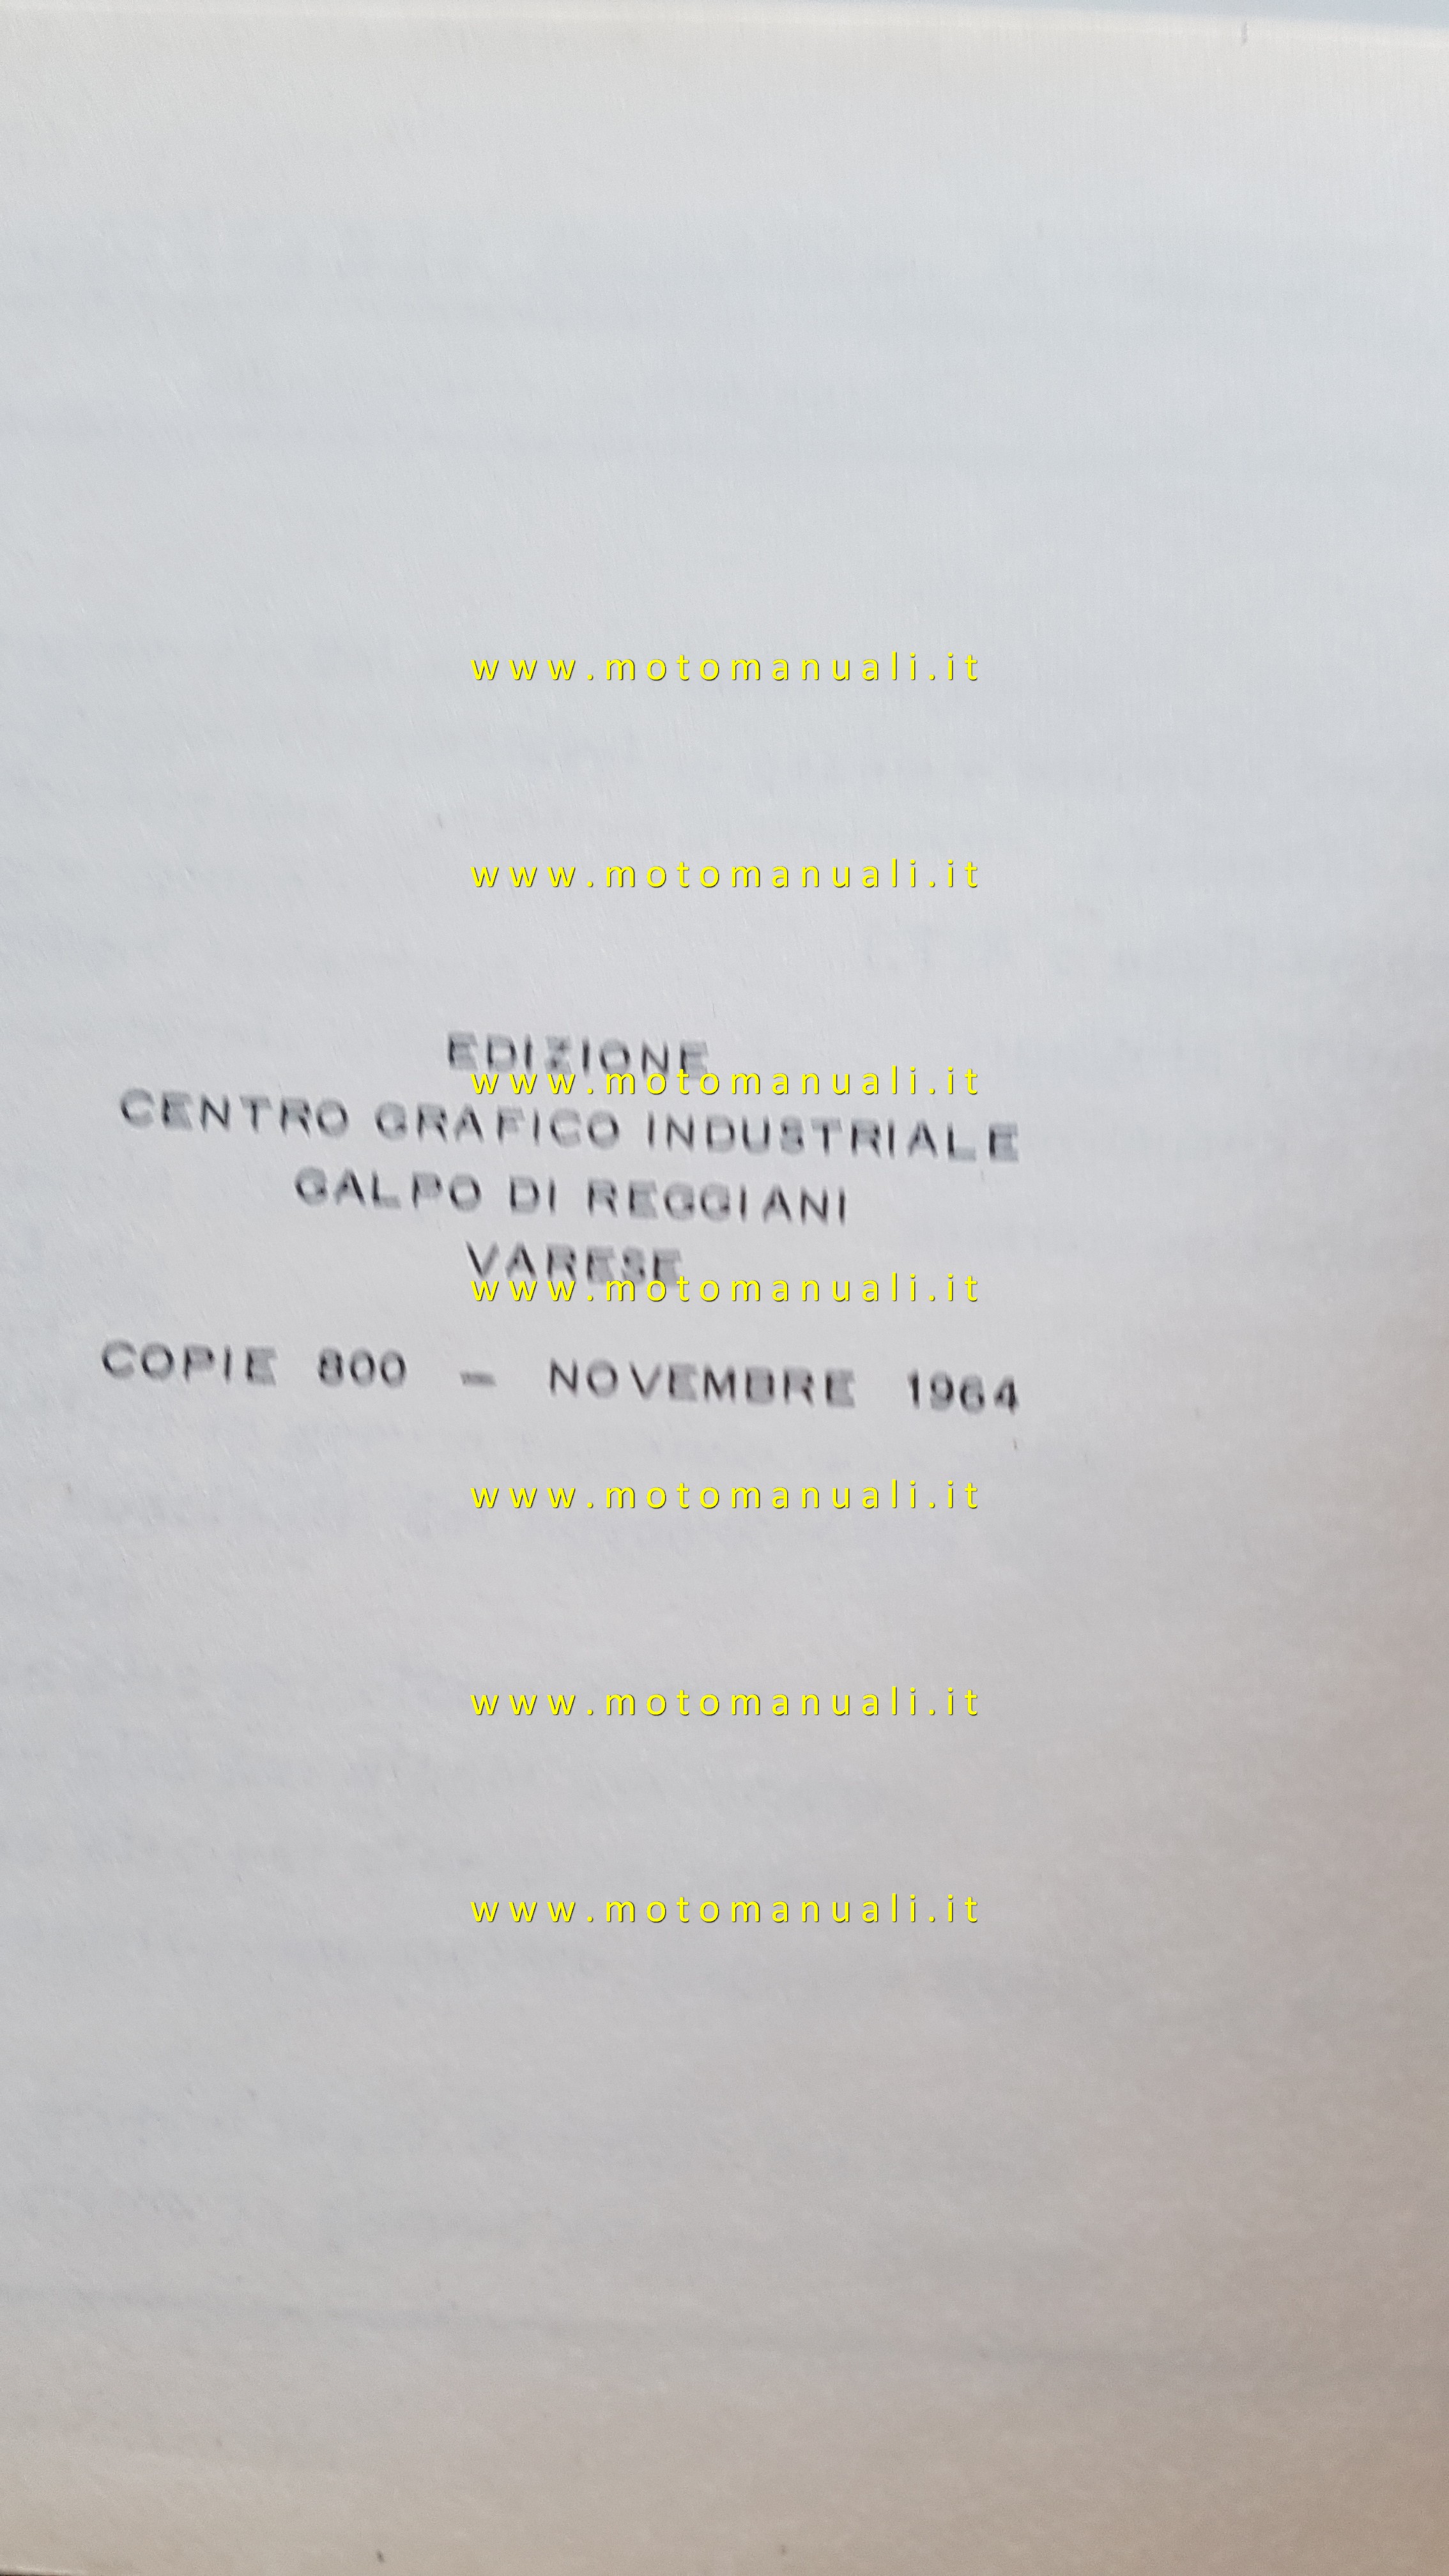 www.motomanuali.it
www.motomanuali.it
EDIZIONE
www.motomanuali.it
CENTRO GRAFICO INDUSTRIALE
GALPO DI REGGIANI
VARESE
www.motomanuali.it
COPIE 800 – NOVEMBRE 1964
www.motomanuali.it
www.motomanuali.it
www.motomanuali.it